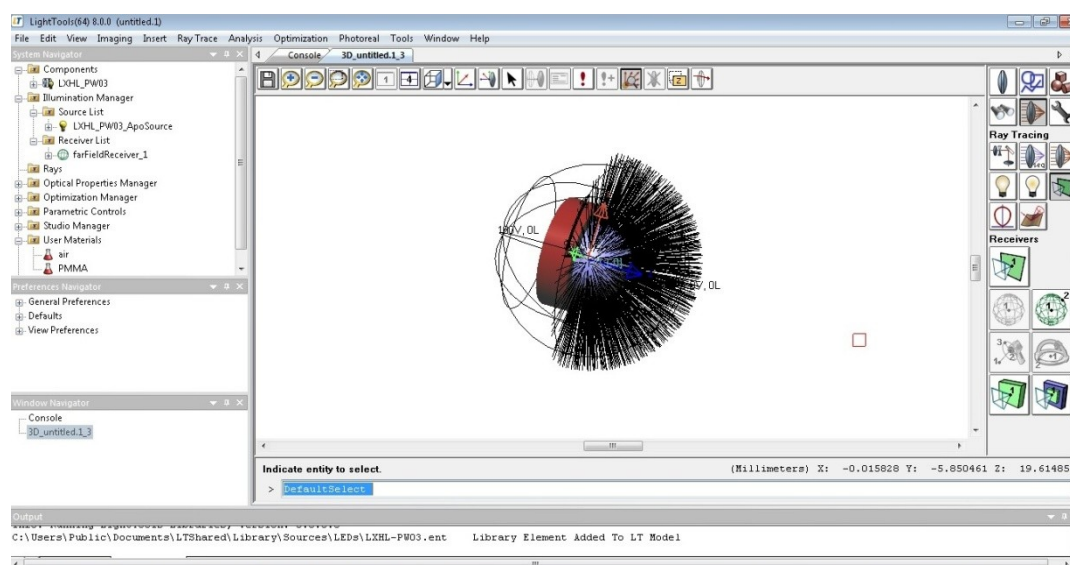 LT LightTools(64) 8.0.0 (untitled.1)
File Edit View Imaging Insert Ray Trace Analysis Optimization Photoreal Tools Window Help
System Navigator
Components
LXHL_PW03
Illumination Manager
Source List
LXHL_PW03_ApoSource
Receiver List
farFieldReceiver_1
Rays
Optical Properties Manager
Optimization Manager
Parametric Controls
Studio Manager
User Materials
air
PMMA
Preferences Navigator
General Preferences
Defaults
View Preferences
Window Navigator
Console
3D_untitled.1_3
Console 3D_untitled.1_3
180V, 0L
V, 0L
Ray Tracing
seq
Receivers
Indicate entity to select.
(Millimeters) X: -0.015828 Y: -5.850461 Z: 19.61485
> DefaultSelect
Output
C:\Users\Public\Documents\LTShared\Library\Sources\LEDs\LXHL-PW03.ent Library Element Added To LT Model